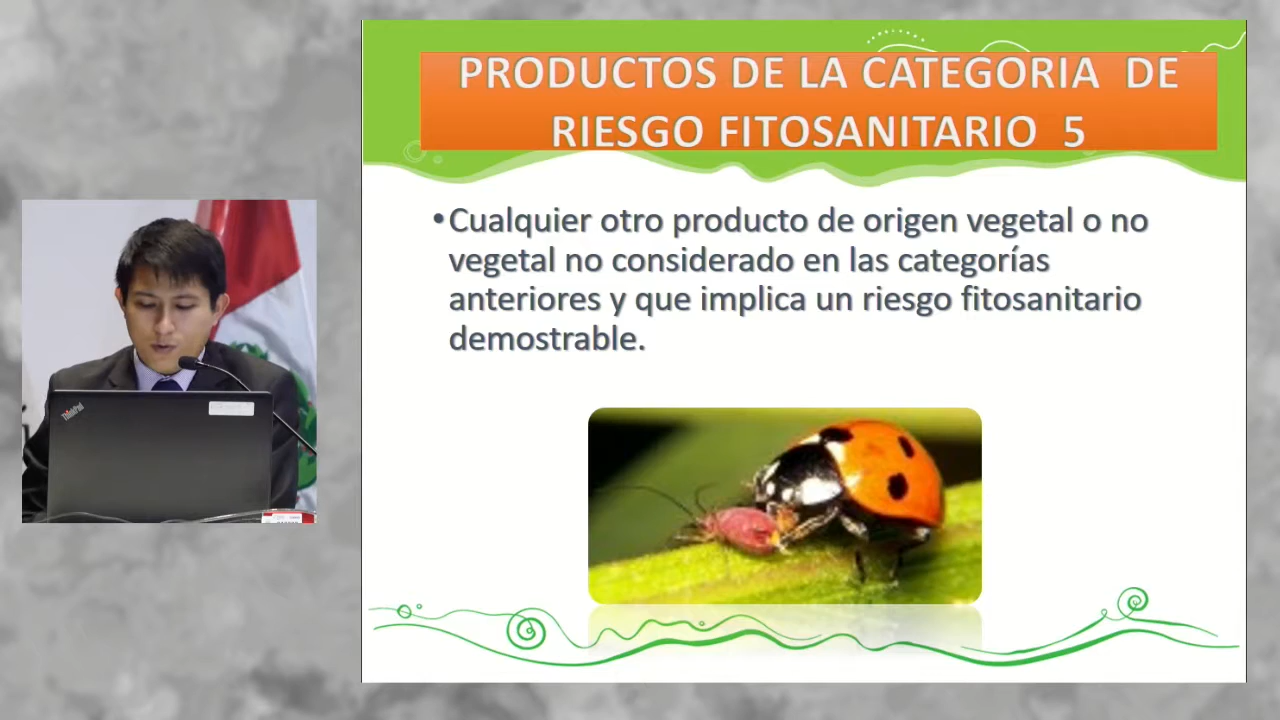 PRODUCTOS DE LA CATEGORIA DE
RIESGO FITOSANITARIO 5
•Cualquier otro producto de origen vegetal o no
vegetal no considerado en las categorías
anteriores y que implica un riesgo fitosanitario
demostrable.
ThinkPad